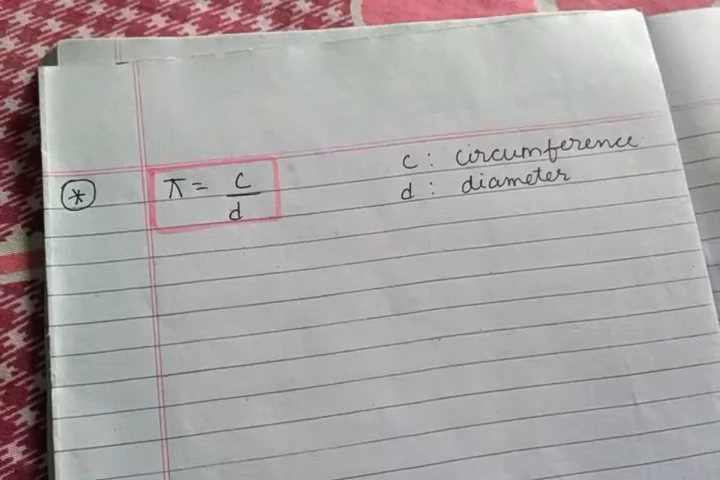 * π = c/d
c : circumference
d : diameter